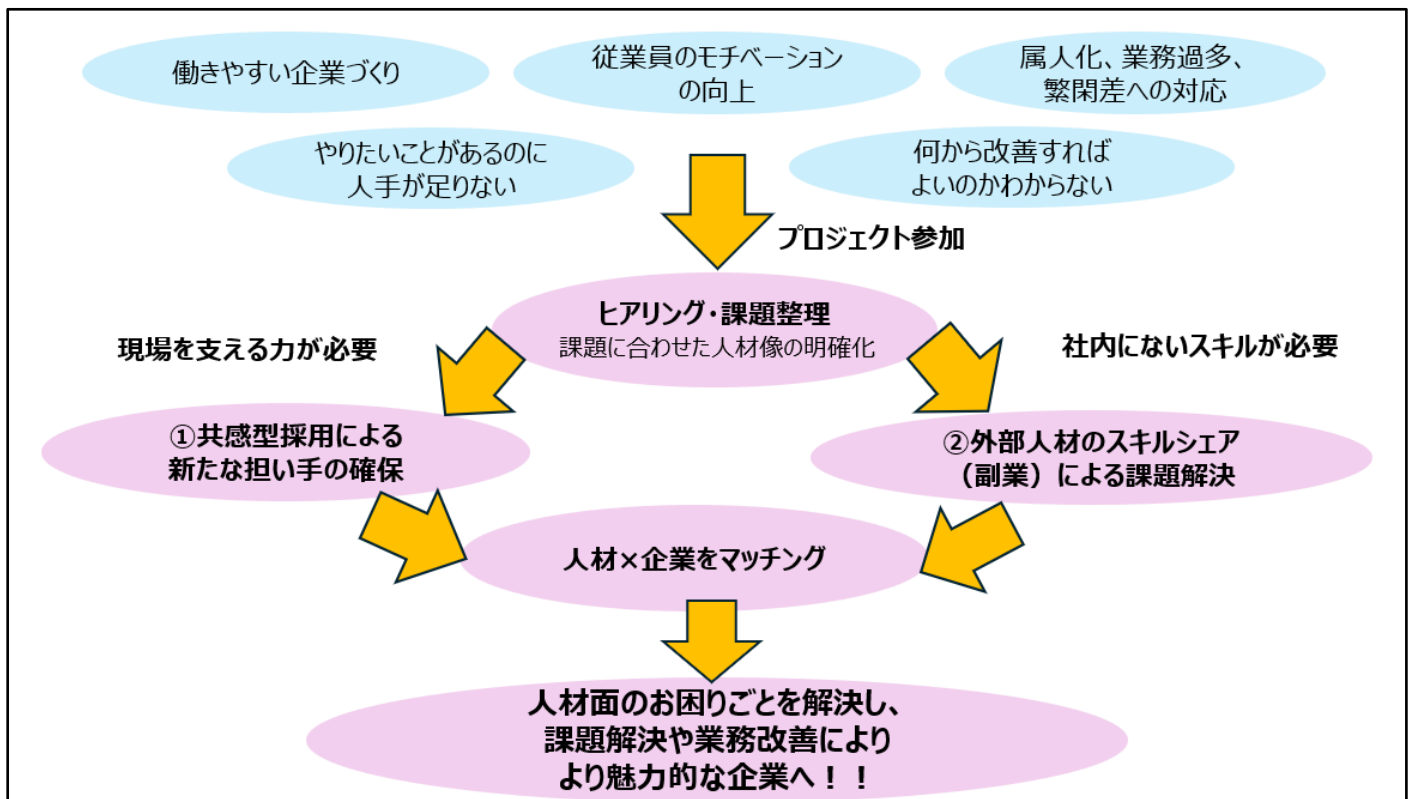 働きやすい企業づくり
従業員のモチベーション
の向上
属人化、業務過多、
繁閑差への対応
やりたいことがあるのに
人手が足りない
何から改善すれば
よいのかわからない
プロジェクト参加
ヒアリング・課題整理
課題に合わせた人材像の明確化
現場を支える力が必要
社内にないスキルが必要
①共感型採用による
新たな担い手の確保
②外部人材のスキルシェア
（副業）による課題解決
人材×企業をマッチング
人材面のお困りごとを解決し、
課題解決や業務改善により
より魅力的な企業へ！！